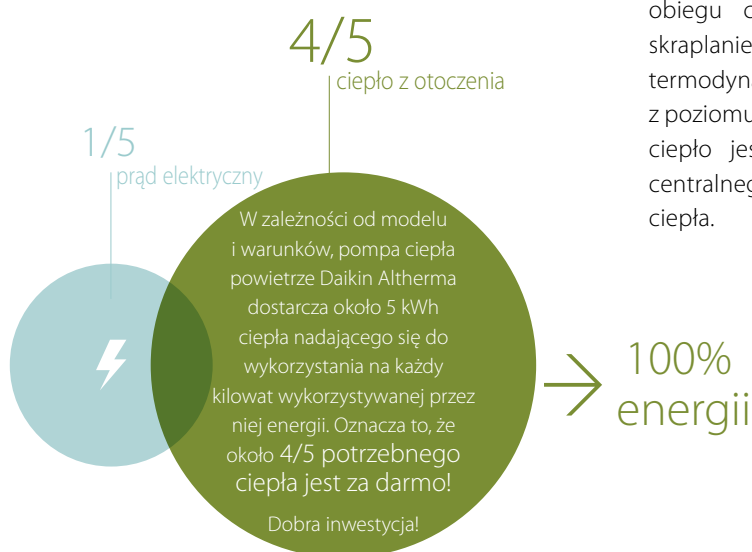 4/5
ciepło z otoczenia
1/5
prąd elektryczny
W zależności od modelu
i warunków, pompa ciepła
powietrze Daikin Altherma
dostarcza około 5 kWh
ciepła nadającego się do
wykorzystania na każdy
kilowat wykorzystywanej przez
niej energii. Oznacza to, że
około 4/5 potrzebnego
ciepła jest za darmo!
Dobra inwestycja!
100%
energii
obiegu
skraplanie
z poziomu
ciepło
ciepła.